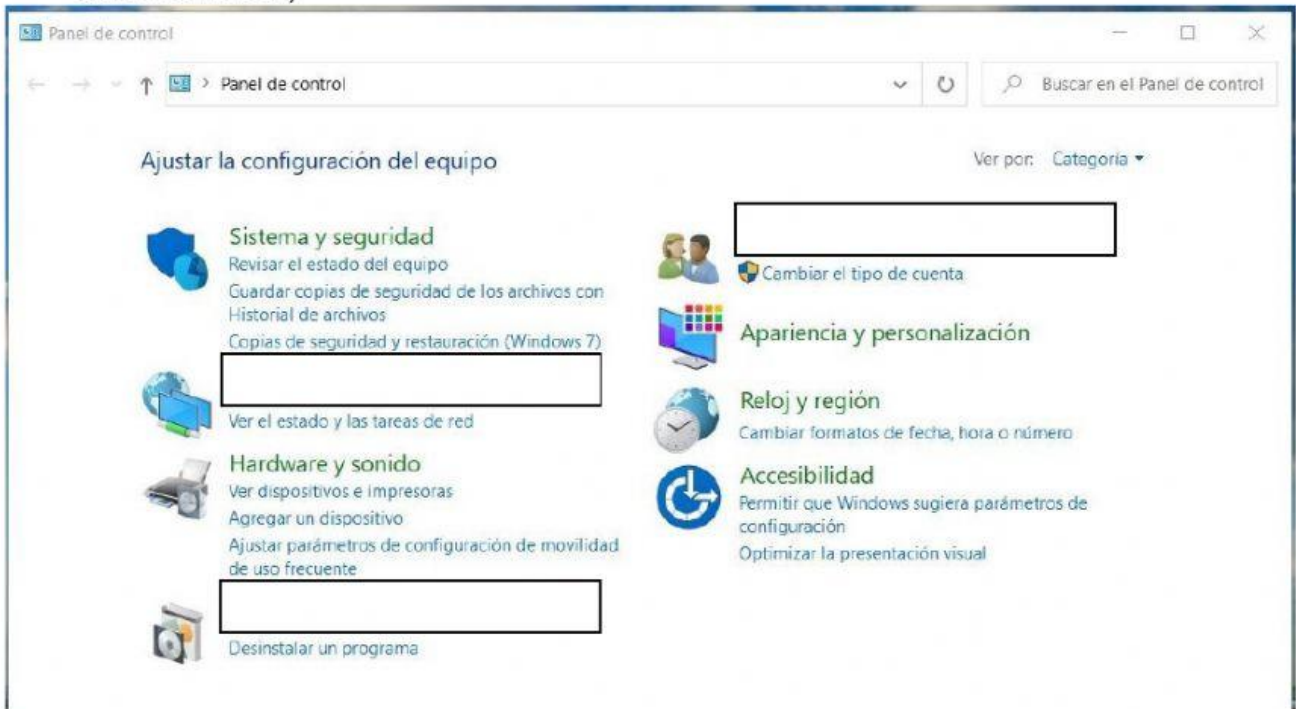 Panel de control
Panel de control
Buscar en el Panel de control
Ajustar la configuración del equipo
Ver por: Categoría
Sistema y seguridad
Revisar el estado del equipo
Guardar copias de seguridad de los archivos con
Historial de archivos
Copias de seguridad y restauración (Windows 7)
Ver el estado y las tareas de red
Hardware y sonido
Ver dispositivos e impresoras
Agregar un dispositivo
Ajustar parámetros de configuración de movilidad
de uso frecuente
Desinstalar un programa
Cambiar el tipo de cuenta
Apariencia y personalización
Reloj y región
Cambiar formatos de fecha, hora o número
Accesibilidad
Permitir que Windows sugiera parámetros de
configuración
Optimizar la presentación visual